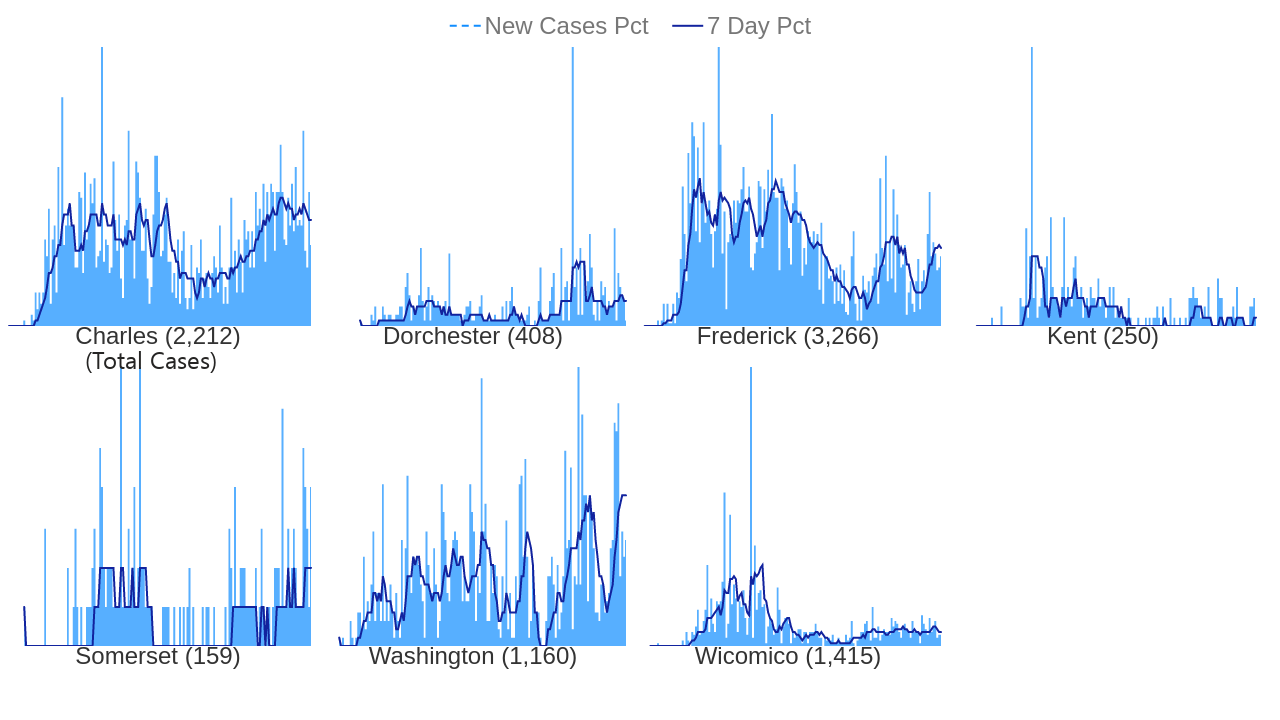 New Cases Pct 7 Day Pct
Charles (2,212) Dorchester (408) Frederick (3,266) Kent (250)
(Total Cases)
Somerset (159) Washington (1,160) Wicomico (1,415)